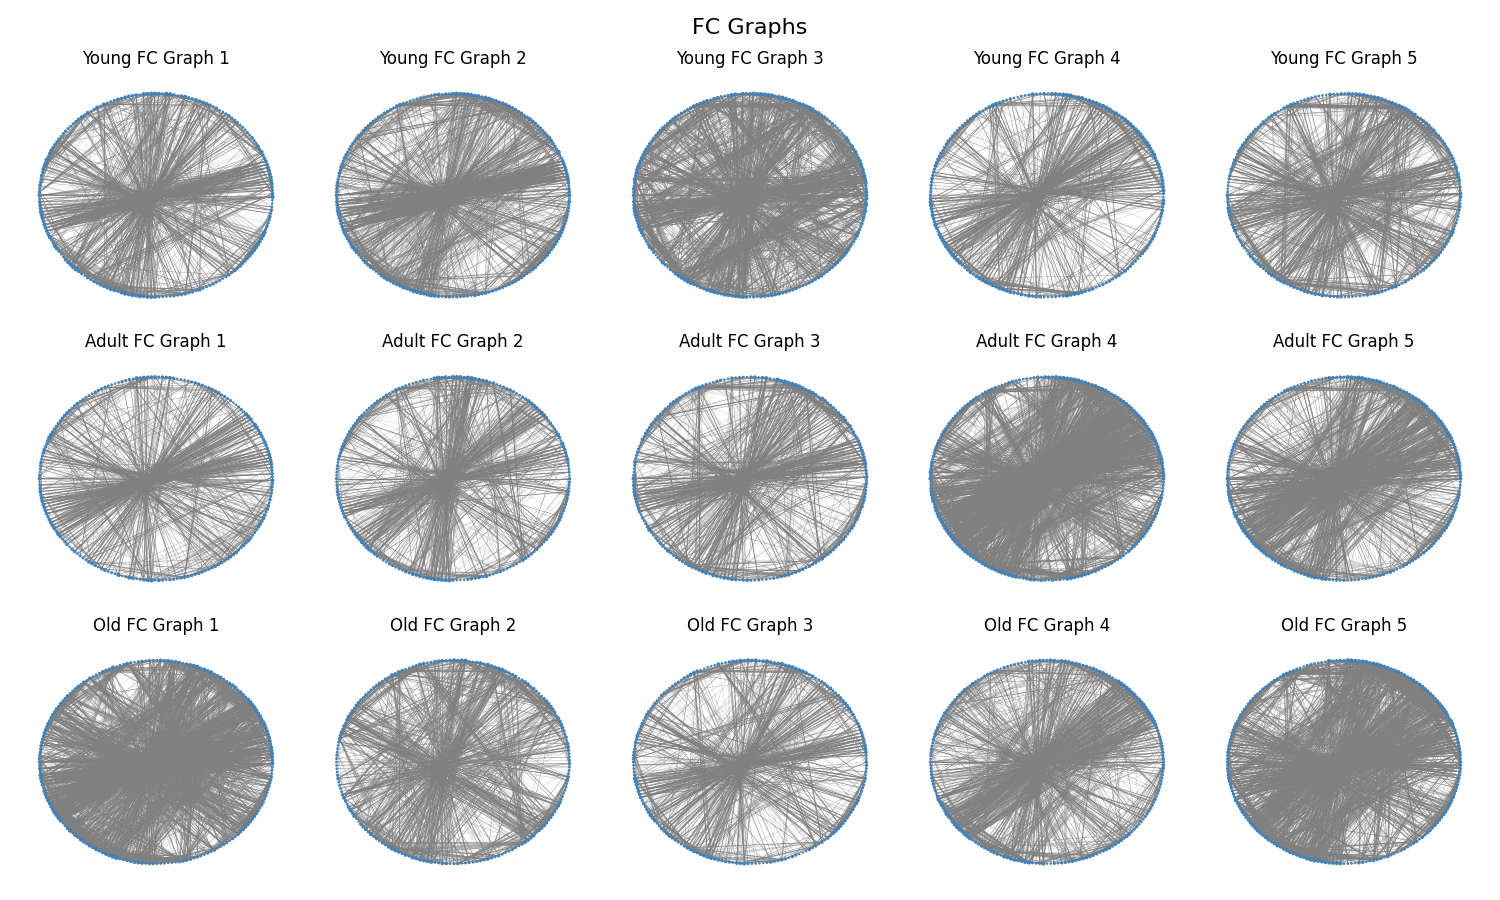 FC Graphs
Young FC Graph 1
Young FC Graph 2
Young FC Graph 3
Young FC Graph 4
Young FC Graph 5
Adult FC Graph 1
Adult FC Graph 2
Adult FC Graph 3
Adult FC Graph 4
Adult FC Graph 5
Old FC Graph 1
Old FC Graph 2
Old FC Graph 3
Old FC Graph 4
Old FC Graph 5